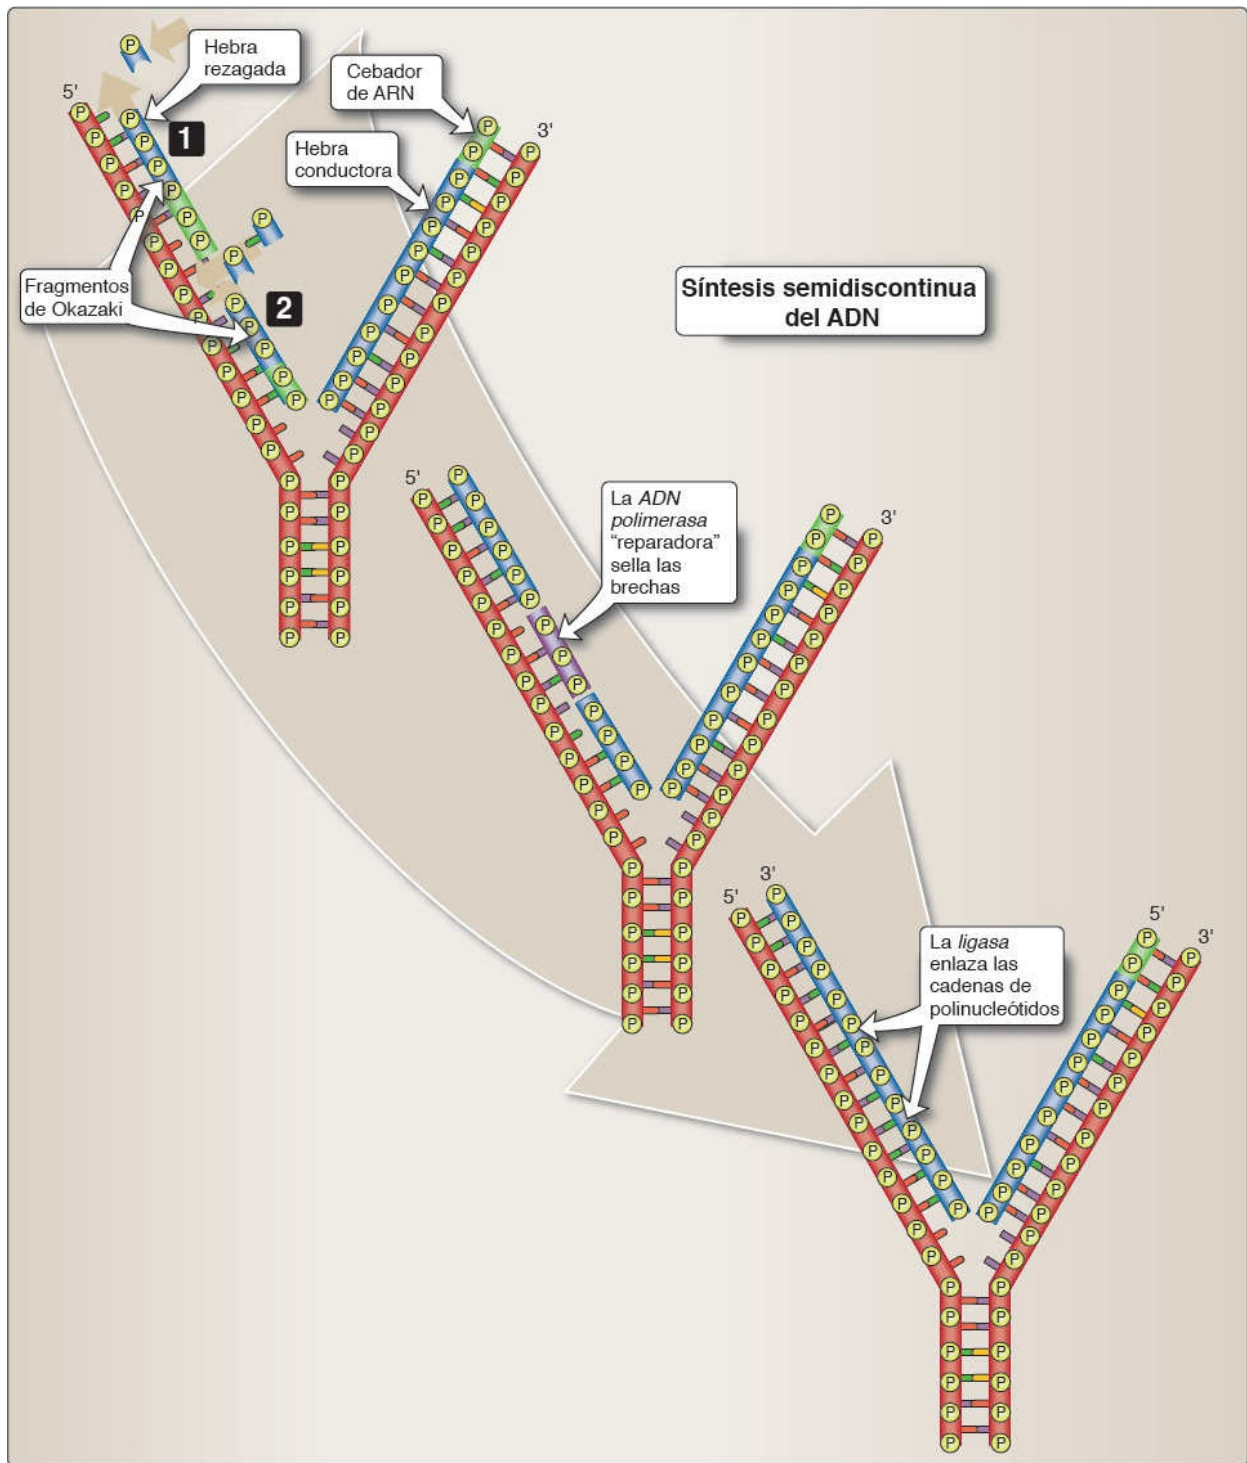 Hebra
rezagada
Cebador
de ARN
5'
3'
1
Hebra
conductora
Fragmentos
de Okazaki
2
Síntesis semidiscontinua
del ADN
5'
La ADN
polimerasa
“reparadora”
sella las
brechas
3'
5'
3'
La ligasa
enlaza las
cadenas de
polinucleótidos
5'
3'
P